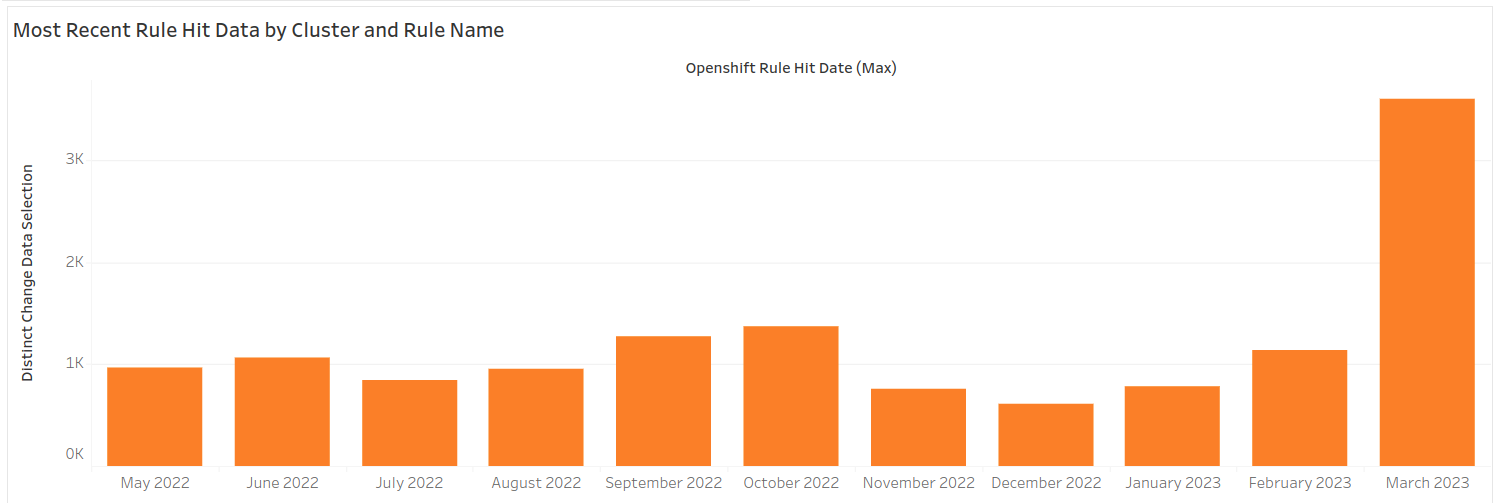 Most Recent Rule Hit Data by Cluster and Rule Name
Openshift Rule Hit Date (Max)
Distinct Change Data Selection
3K
2K
1K
0K
May 2022 June 2022 July 2022 August 2022 September 2022 October 2022 November 2022 December 2022 January 2023 February 2023 March 2023